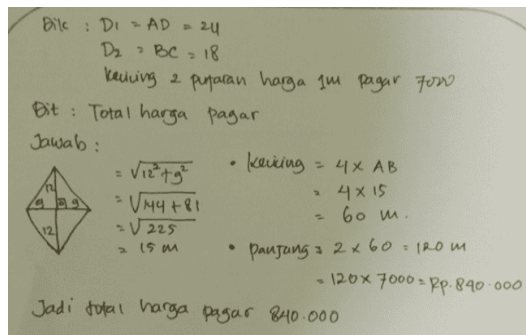 Dik : D1 = AD = 24
D2 = BC = 18
keliling 2 putaran harga 1m pagar 7000
Dit : Total harga pagar
Jawab :
12
9 9
12
= √12² + 9²
= √144 + 81
= √225
= 15 m
• keliling = 4 x AB
= 4 x 15
= 60 m.
• panjang = 2 x 60 = 120 m
= 120 x 7000 = Rp. 840.000
Jadi total harga pagar 840.000